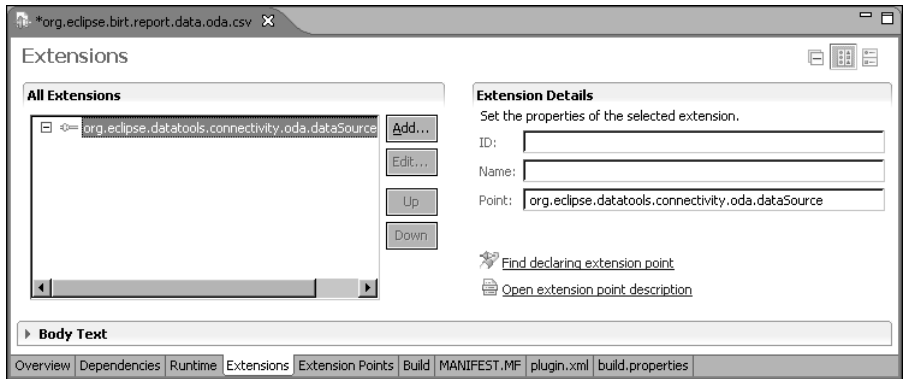 *org.eclipse.birt.report.data.oda.csv
Extensions
All Extensions
org.eclipse.datatools.connectivity.oda.dataSource
Add...
Edit...
Up
Down
Extension Details
Set the properties of the selected extension.
ID:
Name:
Point: org.eclipse.datatools.connectivity.oda.dataSource
Find declaring extension point
Open extension point description
Body Text
Overview Dependencies Runtime Extensions Extension Points Build MANIFEST.MF plugin.xml build.properties